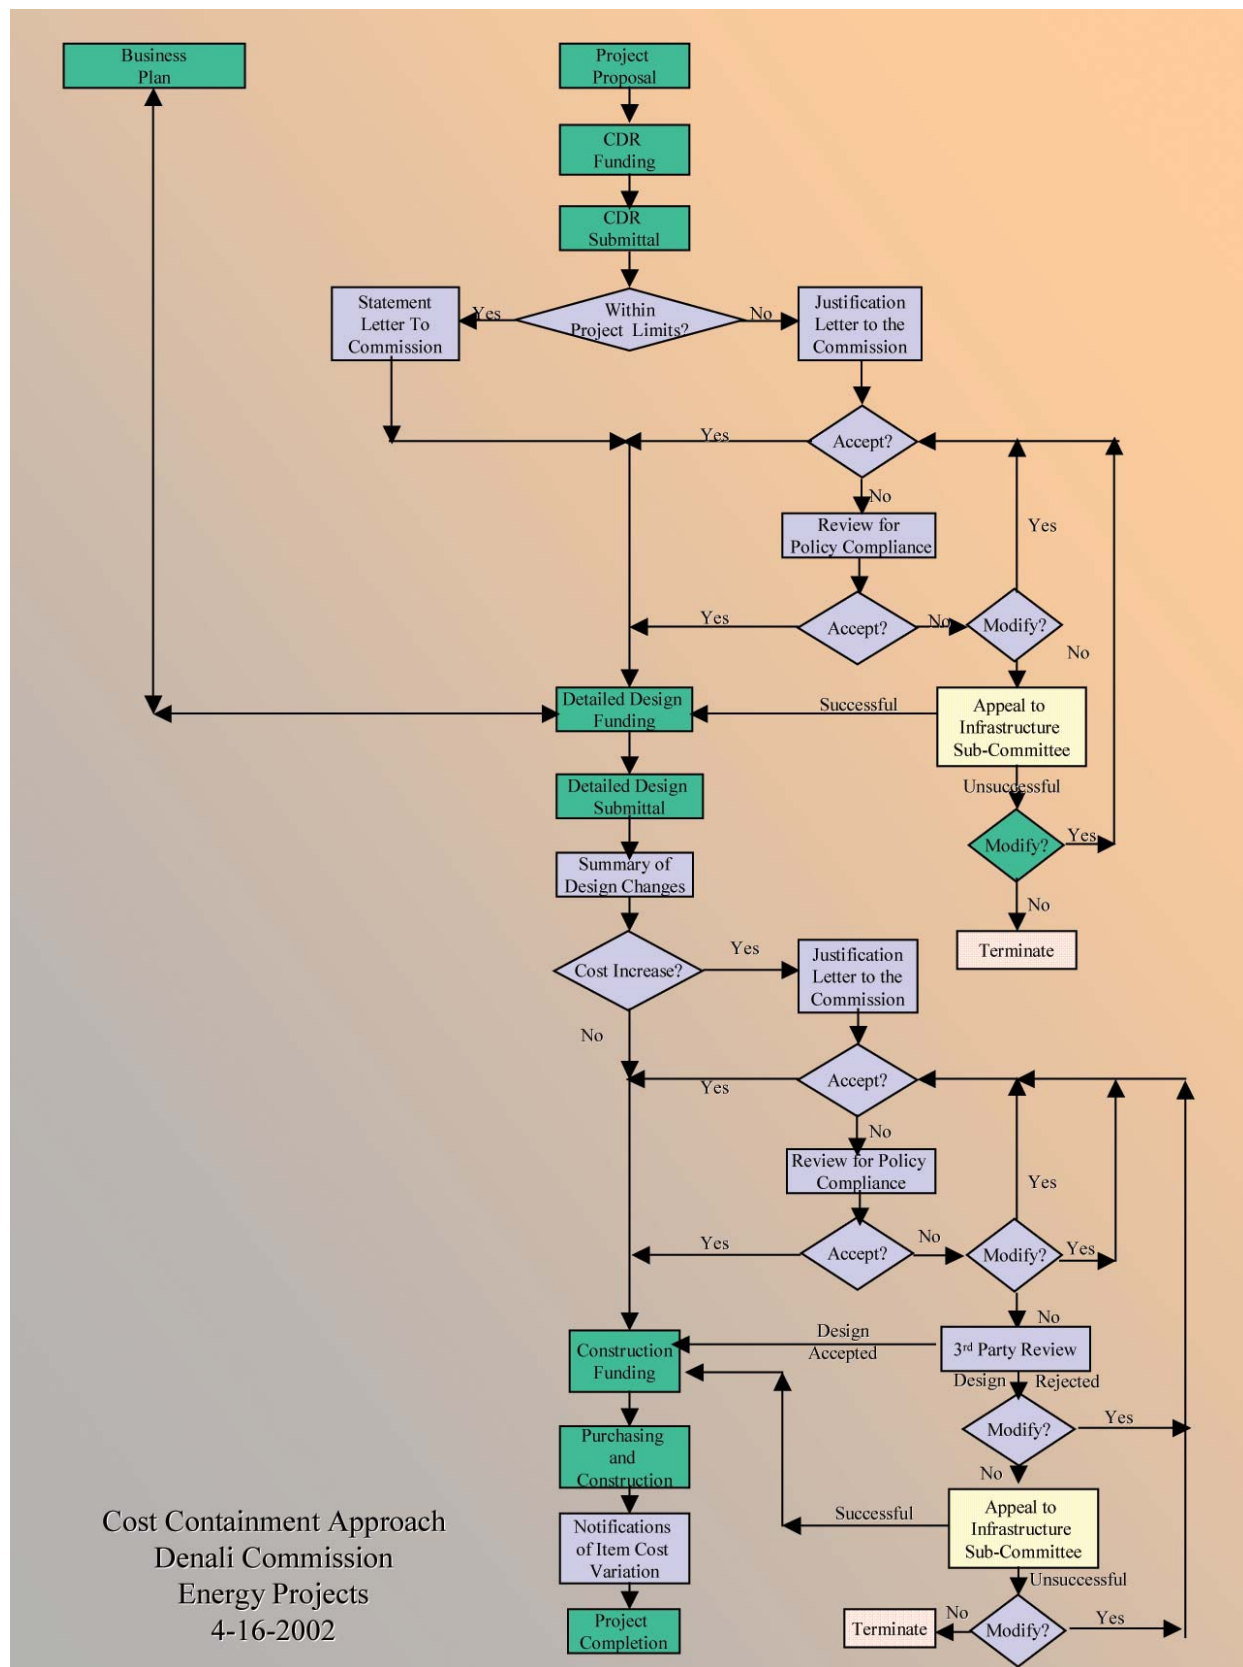 Business
Plan
Project
Proposal
CDR
Funding
CDR
Submittal
Statement
Letter To
Commission
Yes
Within
Project Limits?
No
Justification
Letter to the
Commission
Yes
Accept?
No
Review for
Policy Compliance
Yes
Yes
Accept?
No
Modify?
No
Detailed Design
Funding
Successful
Appeal to
Infrastructure
Sub-Committee
Unsuccessful
Detailed Design
Submittal
Modify?
Yes
Summary of
Design Changes
No
Terminate
Cost Increase?
Yes
Justification
Letter to the
Commission
No
Yes
Accept?
No
Review for Policy
Compliance
Yes
Yes
Accept?
No
Modify?
Yes
No
Construction
Funding
Design
Accepted
3rd Party Review
Design Rejected
Modify?
Yes
No
Purchasing
and
Construction
Successful
Appeal to
Infrastructure
Sub-Committee
Unsuccessful
Notifications
of Item Cost
Variation
Project
Completion
Terminate
No
Modify?
Yes
Cost Containment Approach
Denali Commission
Energy Projects
4-16-2002